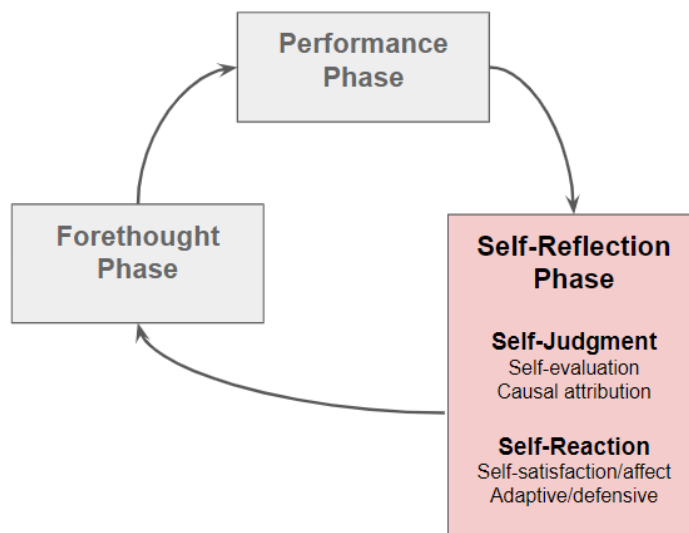 Performance
Phase
Forethought
Phase
Self-Reflection
Phase
Self-Judgment
Self-evaluation
Causal attribution
Self-Reaction
Self-satisfaction/affect
Adaptive/defensive